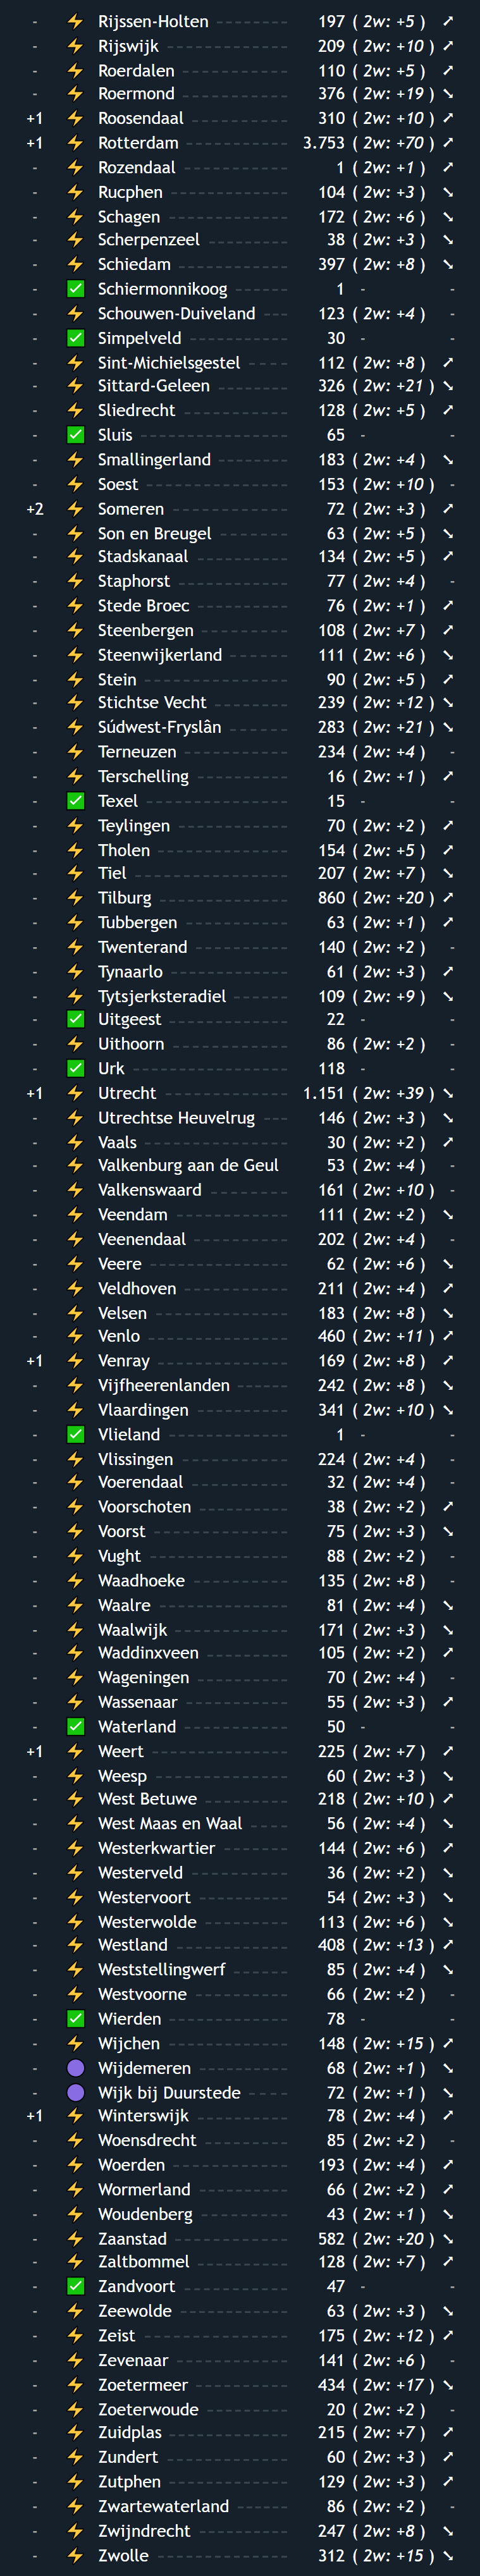 - ⚡ Rijssen-Holten 197 ( 2w: +5 ) ➚
- ⚡ Rijswijk 209 ( 2w: +10 ) ➚
- ⚡ Roerdalen 110 ( 2w: +5 ) ➚
- ⚡ Roermond 376 ( 2w: +19 ) ➘
+1 ⚡ Roosendaal 310 ( 2w: +10 ) ➚
+1 ⚡ Rotterdam 3.753 ( 2w: +70 ) ➚
- ⚡ Rozendaal 1 ( 2w: +1 ) ➚
- ⚡ Rucphen 104 ( 2w: +3 ) ➘
- ⚡ Schagen 172 ( 2w: +6 ) ➘
- ⚡ Scherpenzeel 38 ( 2w: +3 ) ➘
- ⚡ Schiedam 397 ( 2w: +8 ) ➘
- ✅ Schiermonnikoog 1 - -
- ⚡ Schouwen-Duiveland 123 ( 2w: +4 ) -
- ✅ Simpelveld 30 - -
- ⚡ Sint-Michielsgestel 112 ( 2w: +8 ) ➚
- ⚡ Sittard-Geleen 326 ( 2w: +21 ) ➘
- ⚡ Sliedrecht 128 ( 2w: +5 ) ➚
- ✅ Sluis 65 - -
- ⚡ Smallingerland 183 ( 2w: +4 ) ➘
- ⚡ Soest 153 ( 2w: +10 ) -
+2 ⚡ Someren 72 ( 2w: +3 ) ➚
- ⚡ Son en Breugel 63 ( 2w: +5 ) ➘
- ⚡ Stadskanaal 134 ( 2w: +5 ) ➚
- ⚡ Staphorst 77 ( 2w: +4 ) -
- ⚡ Stede Broec 76 ( 2w: +1 ) ➚
- ⚡ Steenbergen 108 ( 2w: +7 ) ➚
- ⚡ Steenwijkerland 111 ( 2w: +6 ) ➘
- ⚡ Stein 90 ( 2w: +5 ) ➚
- ⚡ Stichtse Vecht 239 ( 2w: +12 ) ➘
- ⚡ Súdwest-Fryslân 283 ( 2w: +21 ) ➘
- ⚡ Terneuzen 234 ( 2w: +4 ) -
- ⚡ Terschelling 16 ( 2w: +1 ) ➚
- ✅ Texel 15 - -
- ⚡ Teylingen 70 ( 2w: +2 ) ➚
- ⚡ Tholen 154 ( 2w: +5 ) ➚
- ⚡ Tiel 207 ( 2w: +7 ) ➘
- ⚡ Tilburg 860 ( 2w: +20 ) ➚
- ⚡ Tubbergen 63 ( 2w: +1 ) ➚
- ⚡ Twenterand 140 ( 2w: +2 ) -
- ⚡ Tynaarlo 61 ( 2w: +3 ) ➚
- ⚡ Tytsjerksteradiel 109 ( 2w: +9 ) ➘
- ✅ Uitgeest 22 - -
- ⚡ Uithoorn 86 ( 2w: +2 ) -
- ✅ Urk 118 - -
+1 ⚡ Utrecht 1.151 ( 2w: +39 ) ➘
- ⚡ Utrechtse Heuvelrug 146 ( 2w: +3 ) ➘
- ⚡ Vaals 30 ( 2w: +2 ) ➚
- ⚡ Valkenburg aan de Geul 53 ( 2w: +4 ) -
- ⚡ Valkenswaard 161 ( 2w: +10 ) -
- ⚡ Veendam 111 ( 2w: +2 ) ➘
- ⚡ Veenendaal 202 ( 2w: +4 ) -
- ⚡ Veere 62 ( 2w: +6 ) ➘
- ⚡ Veldhoven 211 ( 2w: +4 ) ➚
- ⚡ Velsen 183 ( 2w: +8 ) ➘
- ⚡ Venlo 460 ( 2w: +11 ) ➚
+1 ⚡ Venray 169 ( 2w: +8 ) ➚
- ⚡ Vijfheerenlanden 242 ( 2w: +8 ) ➘
- ⚡ Vlaardingen 341 ( 2w: +10 ) ➘
- ✅ Vlieland 1 - -
- ⚡ Vlissingen 224 ( 2w: +4 ) -
- ⚡ Voerendaal 32 ( 2w: +4 ) -
- ⚡ Voorschoten 38 ( 2w: +2 ) ➚
- ⚡ Voorst 75 ( 2w: +3 ) ➘
- ⚡ Vught 88 ( 2w: +2 ) -
- ⚡ Waadhoeke 135 ( 2w: +8 ) -
- ⚡ Waalre 81 ( 2w: +4 ) ➘
- ⚡ Waalwijk 171 ( 2w: +3 ) ➘
- ⚡ Waddinxveen 105 ( 2w: +2 ) ➚
- ⚡ Wageningen 70 ( 2w: +4 ) -
- ⚡ Wassenaar 55 ( 2w: +3 ) ➚
- ✅ Waterland 50 - -
+1 ⚡ Weert 225 ( 2w: +7 ) ➚
- ⚡ Weesp 60 ( 2w: +3 ) ➘
- ⚡ West Betuwe 218 ( 2w: +10 ) ➚
- ⚡ West Maas en Waal 56 ( 2w: +4 ) ➘
- ⚡ Westerkwartier 144 ( 2w: +6 ) ➚
- ⚡ Westerveld 36 ( 2w: +2 ) ➘
- ⚡ Westervoort 54 ( 2w: +3 ) ➘
- ⚡ Westerwolde 113 ( 2w: +6 ) ➘
- ⚡ Westland 408 ( 2w: +13 ) ➚
- ⚡ Weststellingwerf 85 ( 2w: +4 ) ➘
- ⚡ Westvoorne 66 ( 2w: +2 ) -
- ✅ Wierden 78 - -
- ⚡ Wijchen 148 ( 2w: +15 ) ➚
- 🟣 Wijdemeren 68 ( 2w: +1 ) ➘
- 🟣 Wijk bij Duurstede 72 ( 2w: +1 ) ➘
+1 ⚡ Winterswijk 78 ( 2w: +4 ) ➚
- ⚡ Woensdrecht 85 ( 2w: +2 ) -
- ⚡ Woerden 193 ( 2w: +4 ) ➚
- ⚡ Wormerland 66 ( 2w: +2 ) ➚
- ⚡ Woudenberg 43 ( 2w: +1 ) ➘
- ⚡ Zaanstad 582 ( 2w: +20 ) ➘
- ⚡ Zaltbommel 128 ( 2w: +7 ) ➚
- ✅ Zandvoort 47 - -
- ⚡ Zeewolde 63 ( 2w: +3 ) ➘
- ⚡ Zeist 175 ( 2w: +12 ) ➚
- ⚡ Zevenaar 141 ( 2w: +6 ) -
- ⚡ Zoetermeer 434 ( 2w: +17 ) ➘
- ⚡ Zoeterwoude 20 ( 2w: +2 ) -
- ⚡ Zuidplas 215 ( 2w: +7 ) ➚
- ⚡ Zundert 60 ( 2w: +3 ) ➚
- ⚡ Zutphen 129 ( 2w: +3 ) ➚
- ⚡ Zwartewaterland 86 ( 2w: +2 ) -
- ⚡ Zwijndrecht 247 ( 2w: +8 ) ➘
- ⚡ Zwolle 312 ( 2w: +15 ) ➘